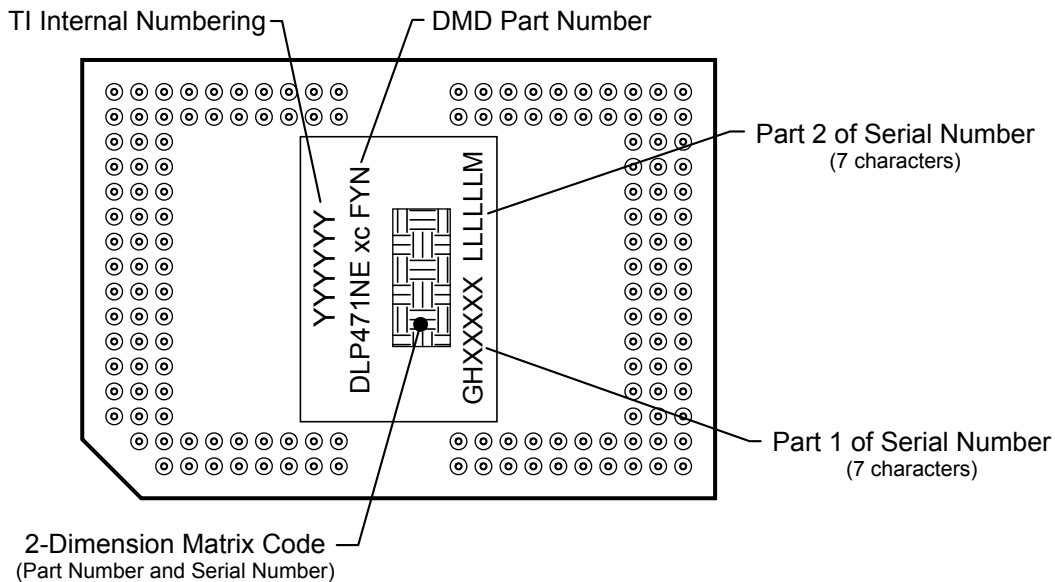 TI Internal Numbering
DMD Part Number
Part 2 of Serial Number
(7 characters)
YYYYYYY
DLP471NE xc FYN
GHXXXXX LLLLLLM
Part 1 of Serial Number
(7 characters)
2-Dimension Matrix Code
(Part Number and Serial Number)